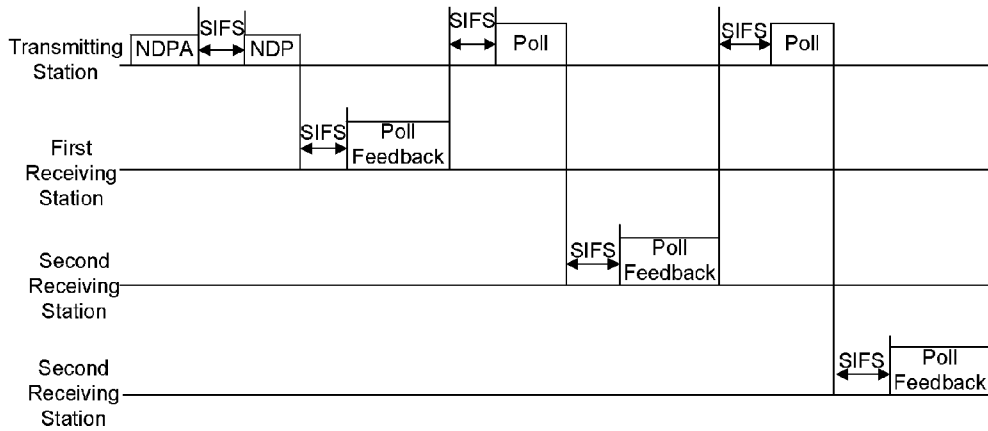 SIFS
SIFS
SIFS
Transmitting
Station
NDPA
NDP
Poll
Poll
First
Receiving
Station
SIFS
Poll
Feedback
Second
Receiving
Station
SIFS
Poll
Feedback
Second
Receiving
Station
SIFS
Poll
Feedback